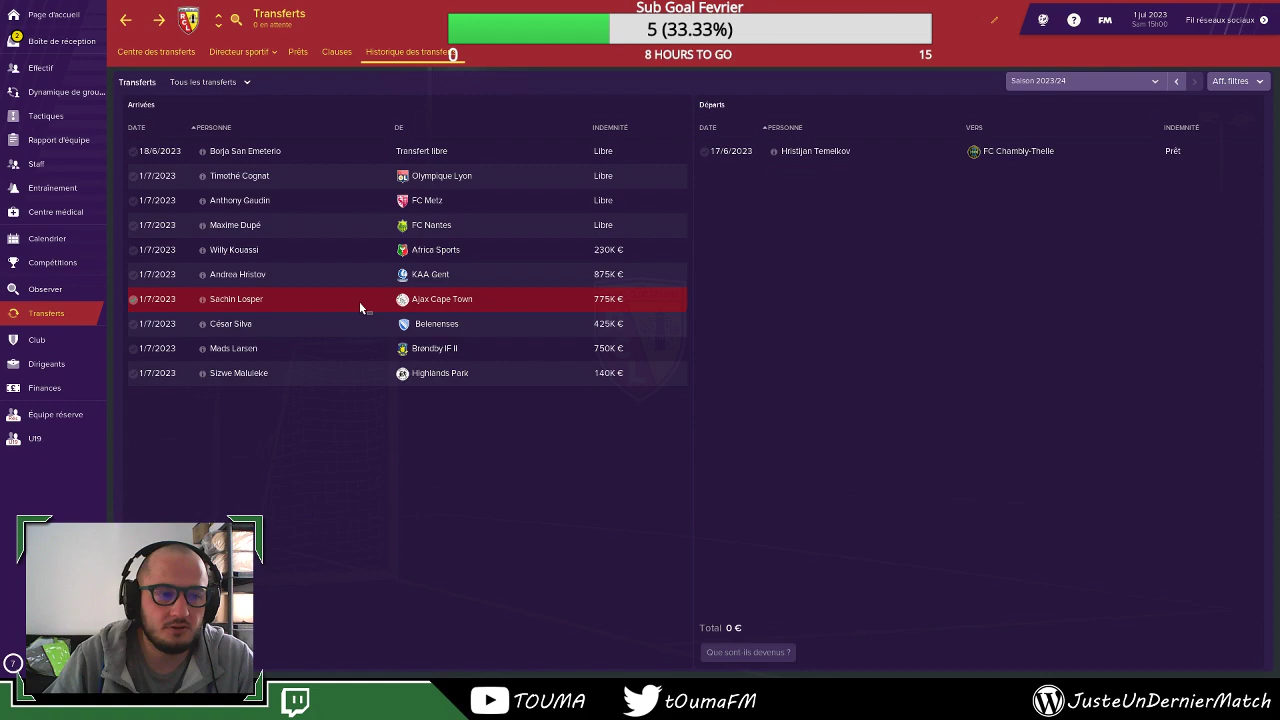 Transferts
0 en attente
Sub Goal Fevrier
5 (33.33%)
0
8 HOURS TO GO
15
FM
1 jul 2023
Sam 15h00
Fil réseaux sociaux
Centre des transferts
Directeur sportif
Prêts
Clauses
Historique des transfer
Page d'accueil
2
Boîte de réception
Effectif
Dynamique de grou...
Tactiques
Rapport d'équipe
Staff
Entraînement
Centre médical
Calendrier
Compétitions
Observer
Transferts
Club
Dirigeants
Finances
Équipe réserve
U19
7
Transferts
Tous les transferts
Saison 2023/24
Aff. filtres
Arrivées
DATE PERSONNE DE INDEMNITÉ
18/6/2023 Borja San Emeterio Transfert libre Libre
1/7/2023 Timothé Cognat Olympique Lyon Libre
1/7/2023 Anthony Gaudin FC Metz Libre
1/7/2023 Maxime Dupé FC Nantes Libre
1/7/2023 Willy Kouassi Africa Sports 230K €
1/7/2023 Andrea Hristov KAA Gent 875K €
1/7/2023 Sachin Losper Ajax Cape Town 775K €
1/7/2023 César Silva Belenenses 425K €
1/7/2023 Mads Larsen Brøndby IF II 750K €
1/7/2023 Sizwe Maluleke Highlands Park 140K €
Départs
DATE PERSONNE VERS INDEMNITÉ
17/6/2023 Hristijan Temelkov FC Chambly-Thelle Prêt
Total 0 €
Que sont-ils devenus ?
TOUMA
tOumaFM
JusteUnDernierMatch